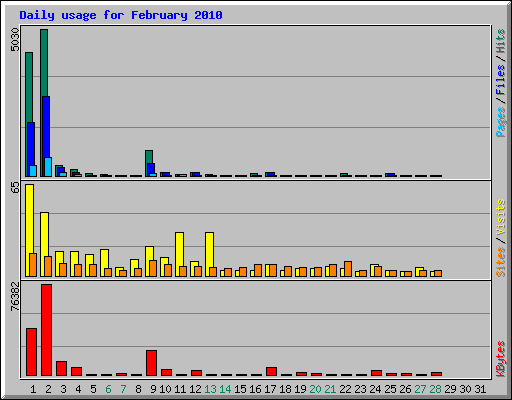 Daily usage for February 2010
5030
Pages / Files / Hits
65
Sites / Visits
76382
KBytes
1 2 3 4 5 6 7 8 9 10 11 12 13 14 15 16 17 18 19 20 21 22 23 24 25 26 27 28 29 30 31